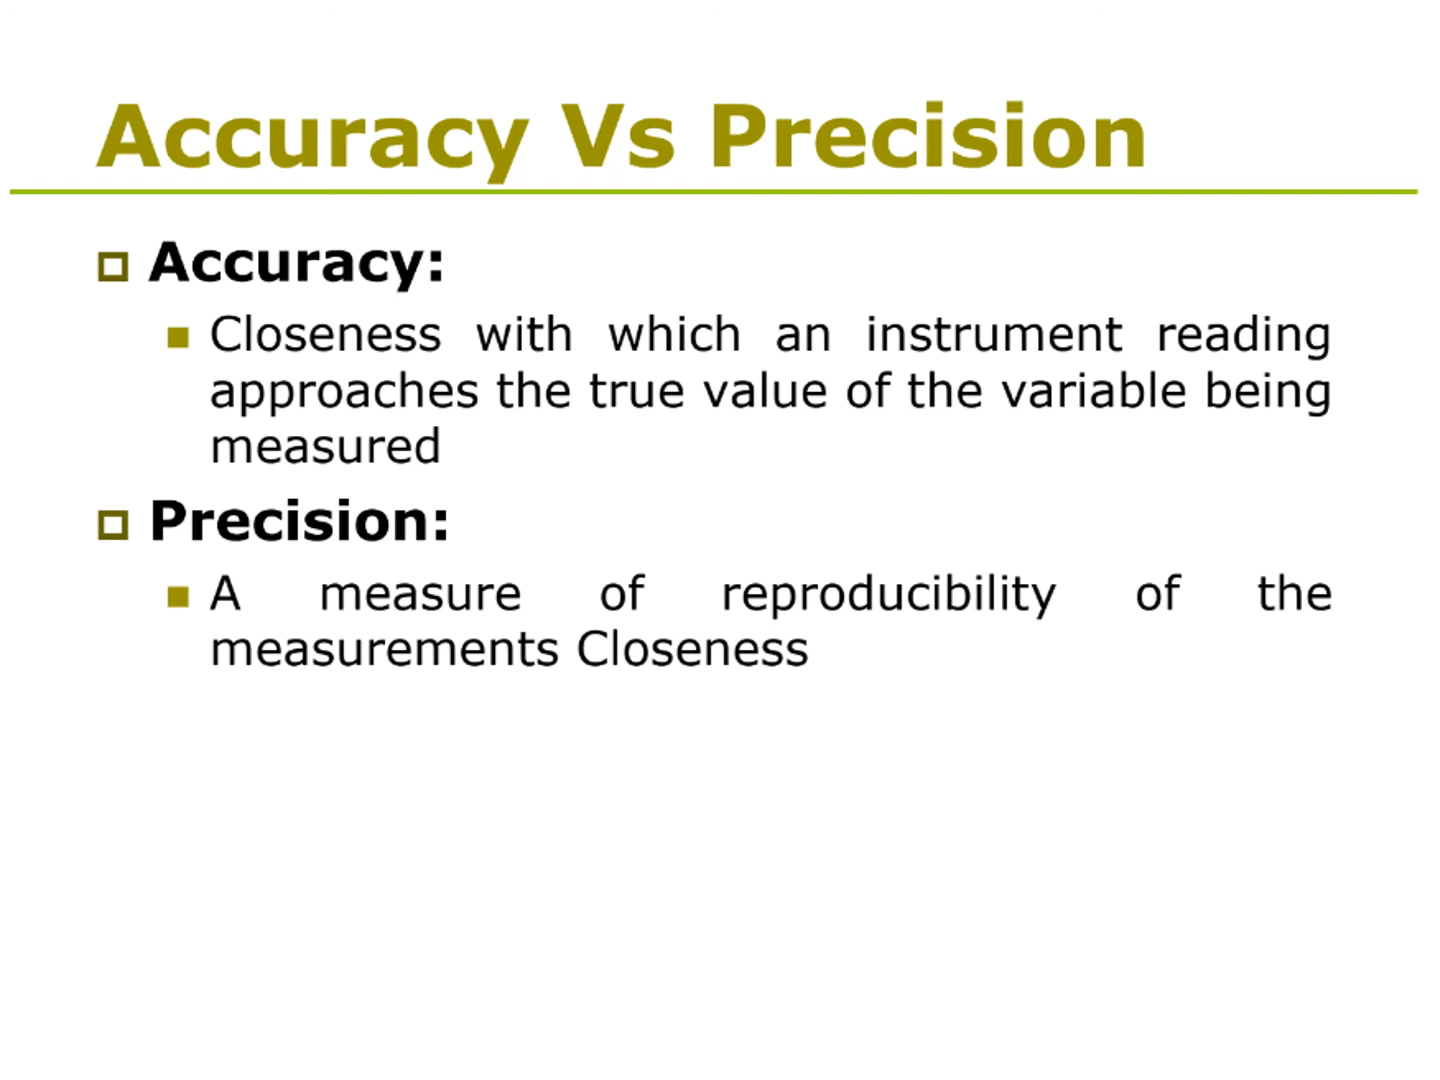 Accuracy Vs Precision
Accuracy:
Closeness with which an instrument reading
approaches the true value of the variable being
measured
Precision:
A measure of reproducibility of the
measurements Closeness